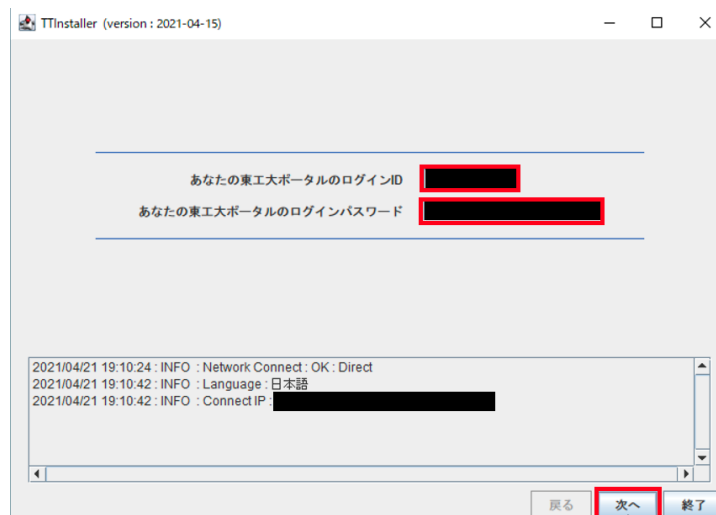 TTInstaller (version : 2021-04-15)
あなたの東工大ポータルのログインID
あなたの東工大ポータルのログインパスワード
2021/04/21 19:10:24 : INFO : Network Connect : OK : Direct
2021/04/21 19:10:42 : INFO : Language : 日本語
2021/04/21 19:10:42 : INFO : Connect IP :
戻る 次へ 終了